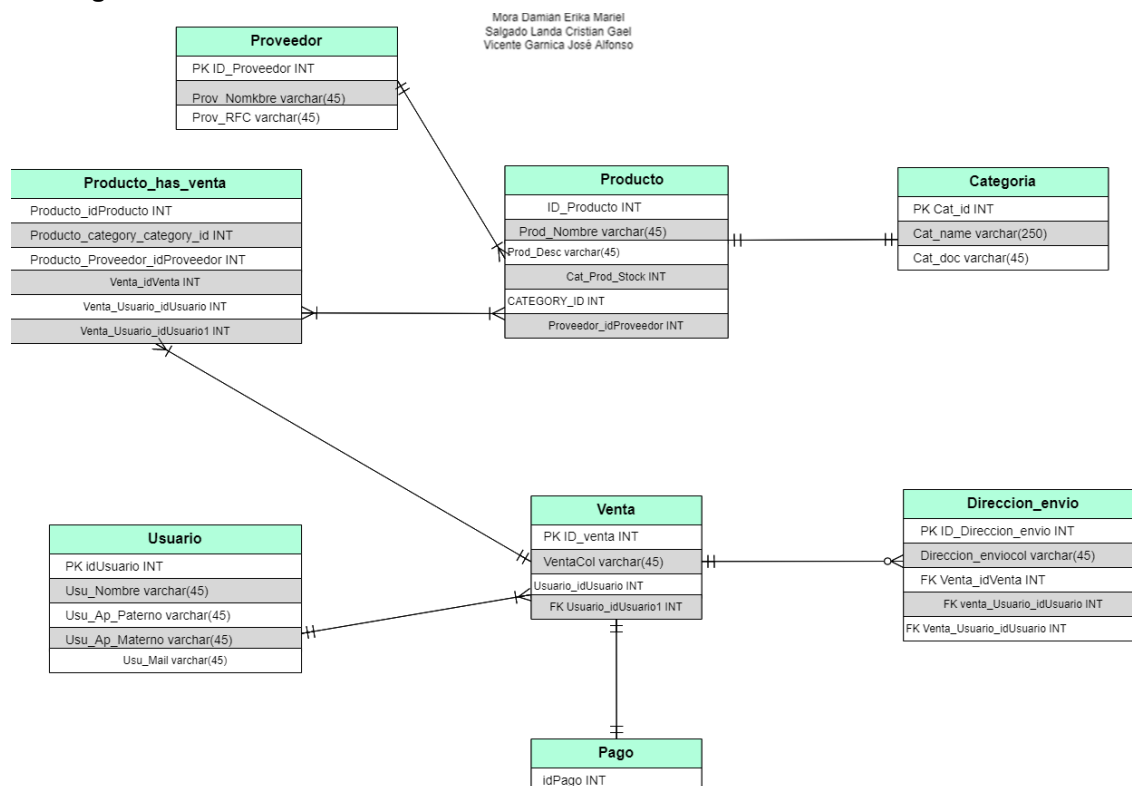 Mora Damian Erika Mariel
Salgado Landa Cristian Gael
Vicente Garnica José Alfonso
Proveedor
PK ID_Proveedor INT
Prov_Nomkbre varchar(45)
Prov_RFC varchar(45)
Producto_has_venta
Producto_idProducto INT
Producto_category_category_id INT
Producto_Proveedor_idProveedor INT
Venta_idVenta INT
Venta_Usuario_idUsuario INT
Venta_Usuario_idUsuario1 INT
Producto
ID_Producto INT
Prod_Nombre varchar(45)
Prod_Desc varchar(45)
Cat_Prod_Stock INT
CATEGORY_ID INT
Proveedor_idProveedor INT
Categoria
PK Cat_id INT
Cat_name varchar(250)
Cat_doc varchar(45)
Usuario
PK idUsuario INT
Usu_Nombre varchar(45)
Usu_Ap_Paterno varchar(45)
Usu_Ap_Materno varchar(45)
Usu_Mail varchar(45)
Venta
PK ID_venta INT
VentaCol varchar(45)
Usuario_idUsuario INT
FK Usuario_idUsuario1 INT
Direccion_envio
PK ID_Direccion_envio INT
Direccion_enviocol varchar(45)
FK Venta_idVenta INT
FK venta_Usuario_idUsuario INT
FK Venta_Usuario_idUsuario INT
Pago
idPago INT